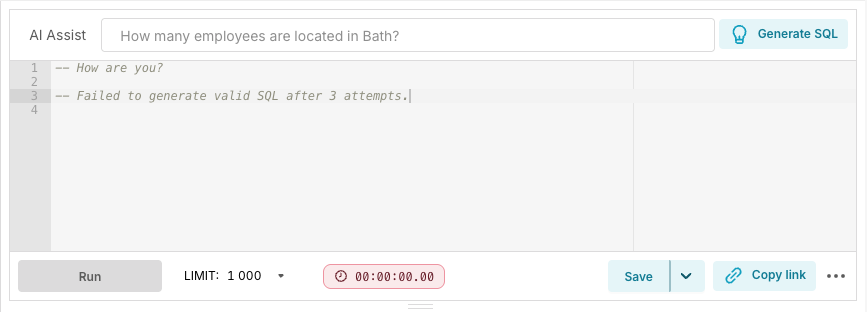 AI Assist How many employees are located in Bath? Generate SQL
1 -- How are you?
2
3 -- Failed to generate valid SQL after 3 attempts.
4
Run LIMIT: 1 000 00:00:00.00 Save Copy link